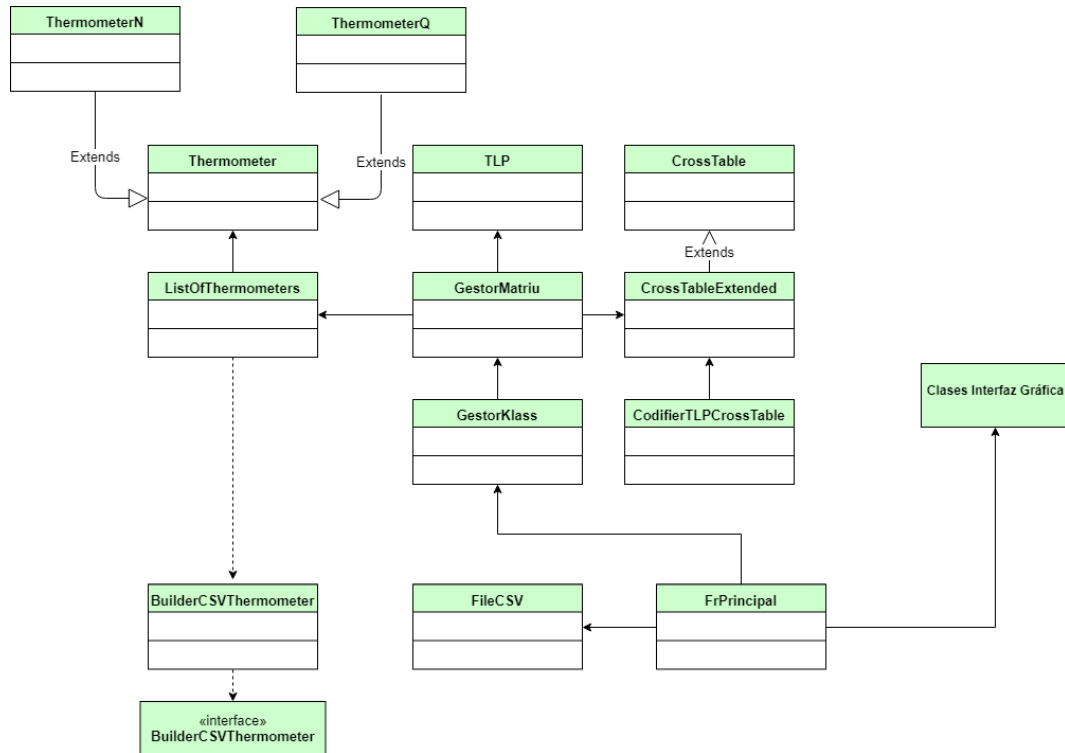 ThermometerN
ThermometerQ
Extends
Extends
Thermometer
TLP
CrossTable
Extends
ListOfThermometers
GestorMatriu
CrossTableExtended
Clases Interfaz Gráfica
GestorKlass
CodifierTLPCrossTable
BuilderCSVThermometer
FileCSV
FrPrincipal
«interface»
BuilderCSVThermometer